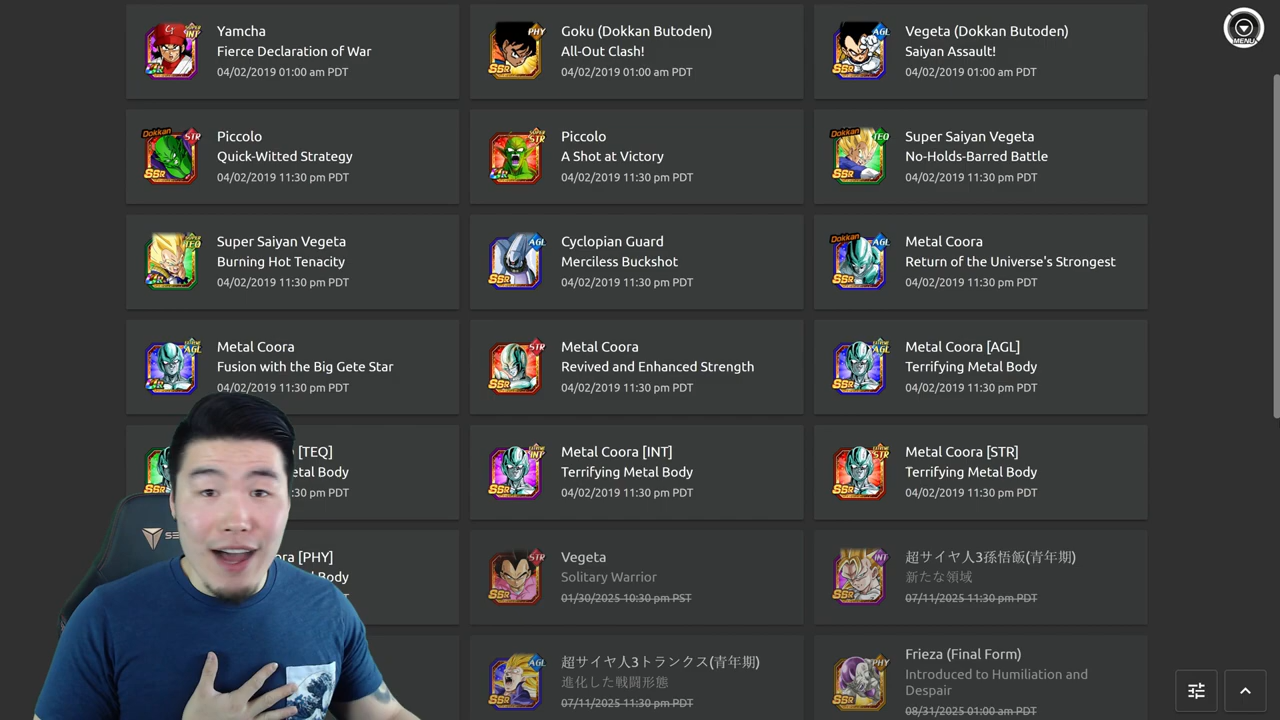 Yamcha
Fierce Declaration of War
04/02/2019 01:00 am PDT
Goku (Dokkan Butoden)
All-Out Clash!
04/02/2019 01:00 am PDT
Vegeta (Dokkan Butoden)
Saiyan Assault!
04/02/2019 01:00 am PDT
MENU
Piccolo
Quick-Witted Strategy
04/02/2019 11:30 pm PDT
Piccolo
A Shot at Victory
04/02/2019 11:30 pm PDT
Super Saiyan Vegeta
No-Holds-Barred Battle
04/02/2019 11:30 pm PDT
Super Saiyan Vegeta
Burning Hot Tenacity
04/02/2019 11:30 pm PDT
Cyclopian Guard
Merciless Buckshot
04/02/2019 11:30 pm PDT
Metal Coora
Return of the Universe's Strongest
04/02/2019 11:30 pm PDT
Metal Coora
Fusion with the Big Gete Star
04/02/2019 11:30 pm PDT
Metal Coora
Revived and Enhanced Strength
04/02/2019 11:30 pm PDT
Metal Coora [AGL]
Terrifying Metal Body
04/02/2019 11:30 pm PDT
[TEQ]
etal Body
:30 pm PDT
Metal Coora [INT]
Terrifying Metal Body
04/02/2019 11:30 pm PDT
Metal Coora [STR]
Terrifying Metal Body
04/02/2019 11:30 pm PDT
ora [PHY]
etal Body
pm PDT
Vegeta
Solitary Warrior
01/30/2025 10:30 pm PST
超サイヤ人3孫悟飯(青年期)
新たな領域
07/11/2025 11:30 pm PDT
超サイヤ人3トランクス(青年期)
進化した戦闘形態
07/11/2025 11:30 pm PDT
Frieza (Final Form)
Introduced to Humiliation and
Despair
08/31/2025 01:00 am PDT